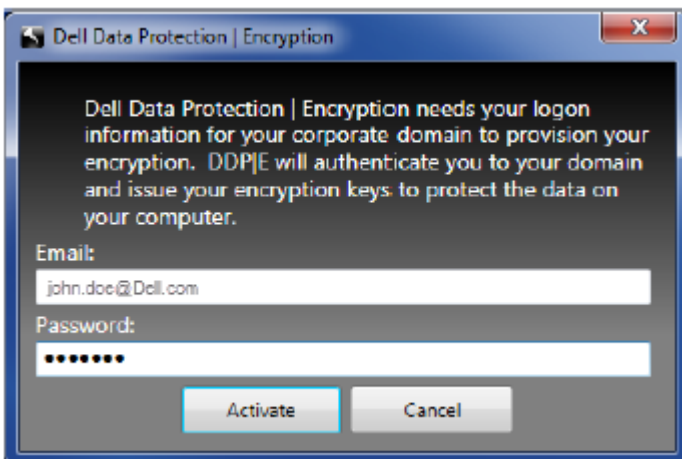 Dell Data Protection | Encryption
Dell Data Protection | Encryption needs your logon
information for your corporate domain to provision your
encryption. DDP|E will authenticate you to your domain
and issue your encryption keys to protect the data on
your computer.
Email:
john.doe@Dell.com
Password:
•••••••
Activate
Cancel